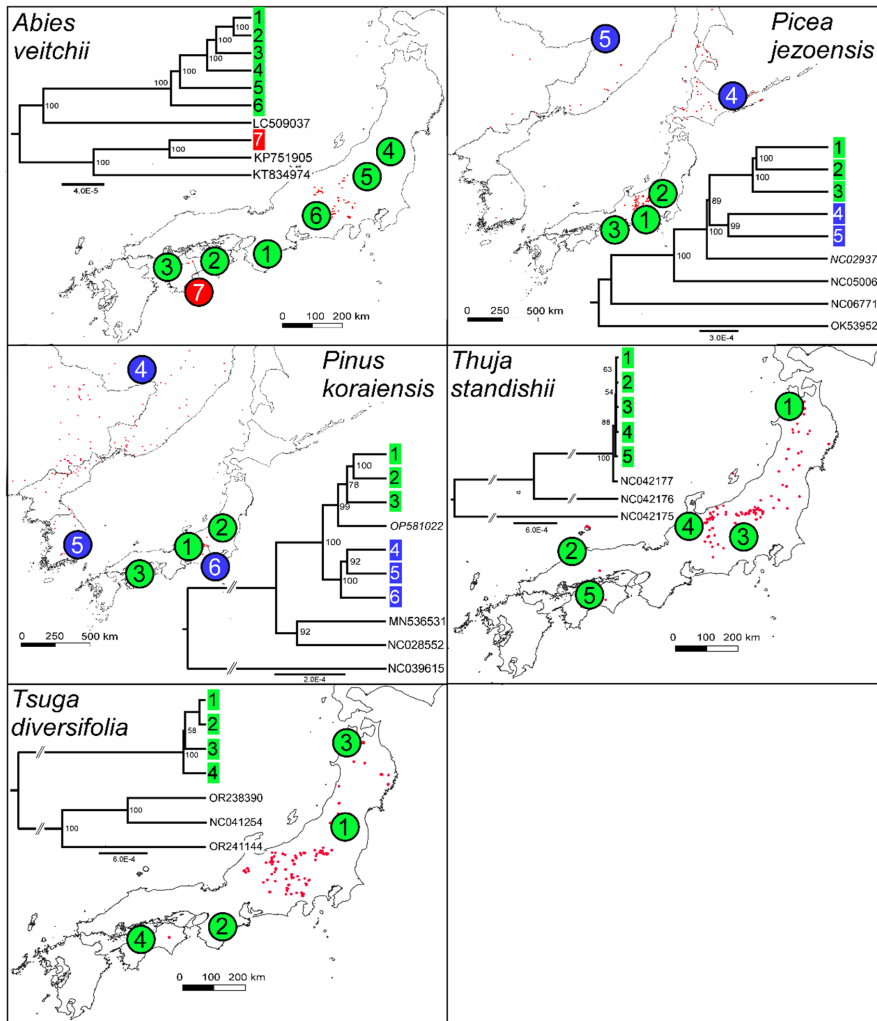 Abies
veitchii
1
2
3
4
5
6
LC509037
7
KP751905
KT834974
100
100
100
100
100
100
100
100
4.0E-5
4
5
6
1
2
3
7
0 100 200 km
Picea
jezoensis
5
4
2
1
3
1
2
3
4
5
NC02937
NC05006
NC06771
OK53952
100
89
100
99
100
100
3.0E-4
0 250 500 km
Pinus
koraiensis
4
5
2
1
6
3
1
2
3
OP581022
4
5
6
MN536531
NC028552
NC039615
100
78
99
100
92
100
92
2.0E-4
0 250 500 km
Thuja
standishii
1
2
3
4
5
NC042177
NC042176
NC042175
63
54
88
100
6.0E-4
1
4
3
2
5
0 100 200 km
Tsuga
diversifolia
1
2
3
4
OR238390
NC041254
OR241144
58
100
100
100
6.0E-4
3
1
2
4
0 100 200 km